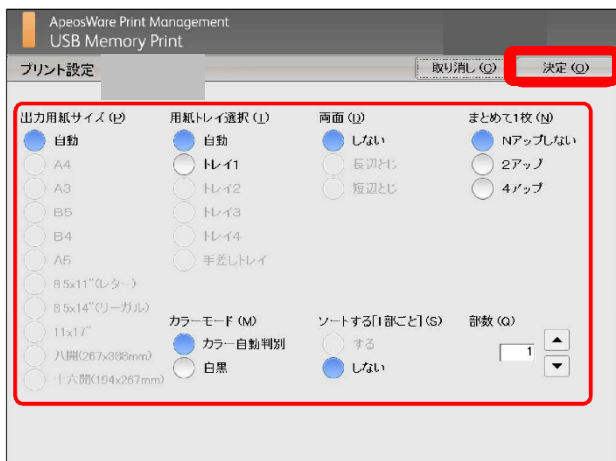 ApeosWare Print Management
USB Memory Print
プリント設定
取り消し (C)
決定 (O)
出力用紙サイズ (P)
自動
A4
A3
B5
B4
A5
8.5x11"(レター)
8.5x14"(リーガル)
11x17"
八開(267x388mm)
十六開(194x267mm)
用紙トレイ選択 (T)
自動
トレイ1
トレイ2
トレイ3
トレイ4
手差しトレイ
カラーモード (M)
カラー自動判別
白黒
両面 (D)
しない
長辺とじ
短辺とじ
ソートする[1部ごと] (S)
する
しない
まとめて1枚 (N)
Nアップしない
2アップ
4アップ
部数 (Q)
1